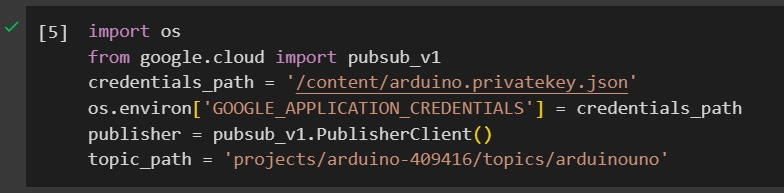 [5] import os
from google.cloud import pubsub_v1
credentials_path = '/content/arduino.privatekey.json'
os.environ['GOOGLE_APPLICATION_CREDENTIALS'] = credentials_path
publisher = pubsub_v1.PublisherClient()
topic_path = 'projects/arduino-409416/topics/arduinouno'